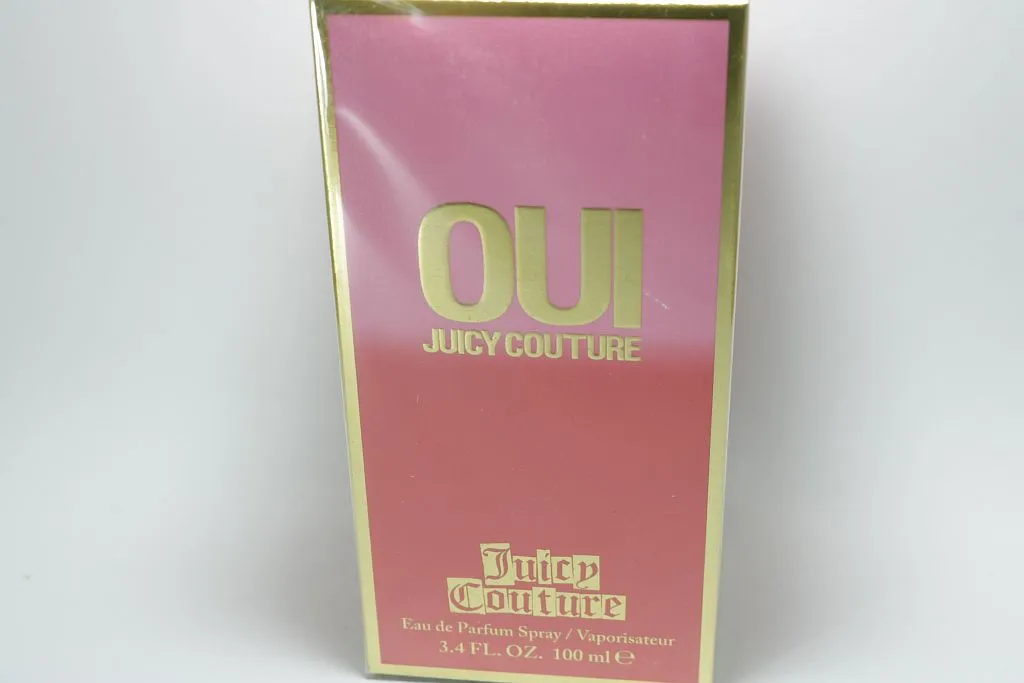 OUI
JUICY COUTURE
Juicy
Couture
Eau de Parfum Spray / Vaporisateur
3.4 FL. OZ. 100 ml ℮